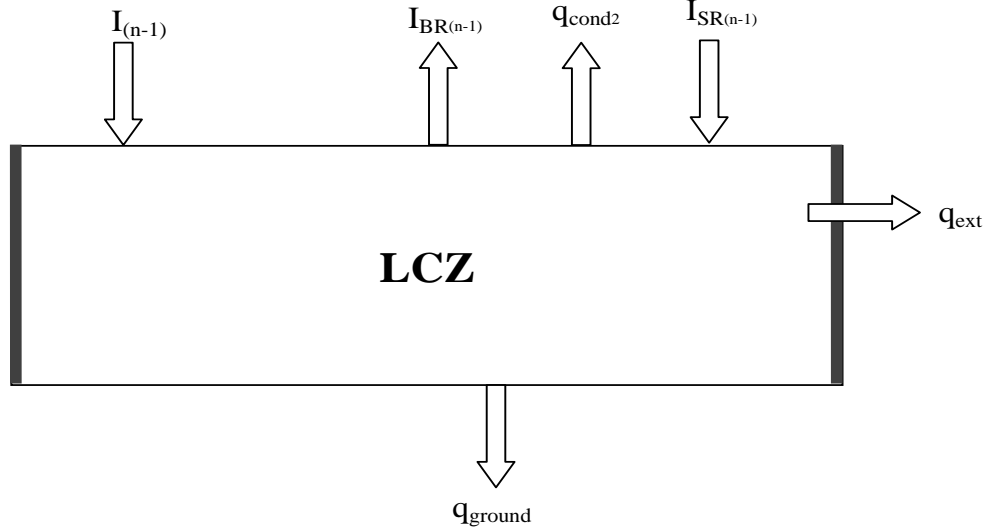 I(n-1)
IBR(n-1)
qcond2
ISR(n-1)
qext
LCZ
qground